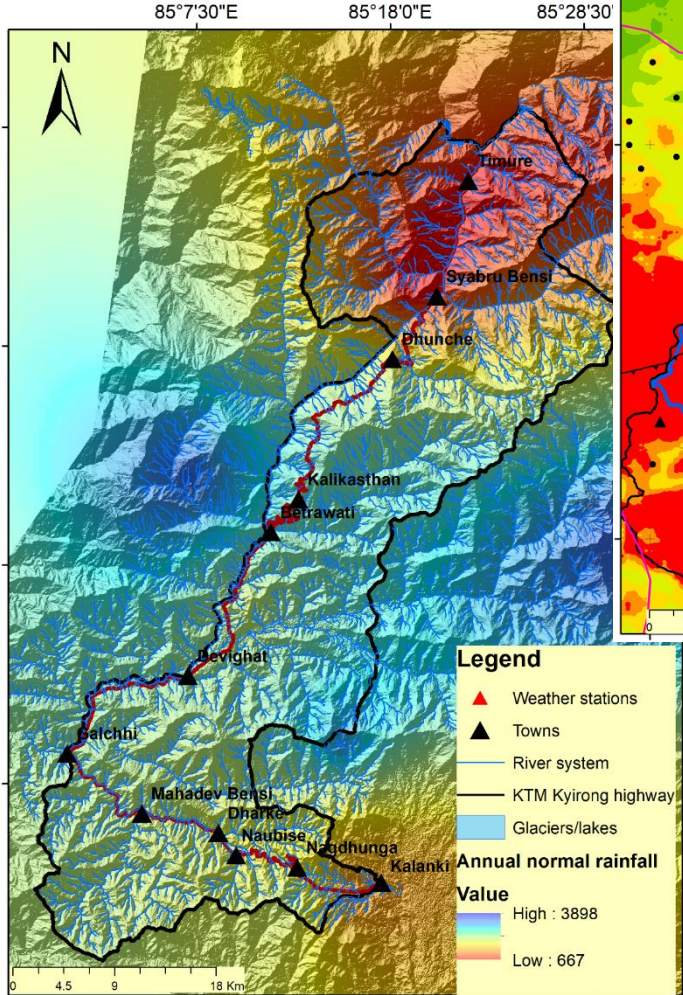 85°7'30"E 85°18'0"E 85°28'30
N
Timure
Syabru Bensi
Dhunche
Kalikasthan
Betrawati
Devighat
Galchhi
Mahadev Bensi
Dharke
Naubise
Nagdhunga
Kalanki
0 4.5 9 18 Km
0
Legend
Weather stations
Towns
River system
KTM Kyirong highway
Glaciers/lakes
Annual normal rainfall
Value
High : 3898
Low : 667